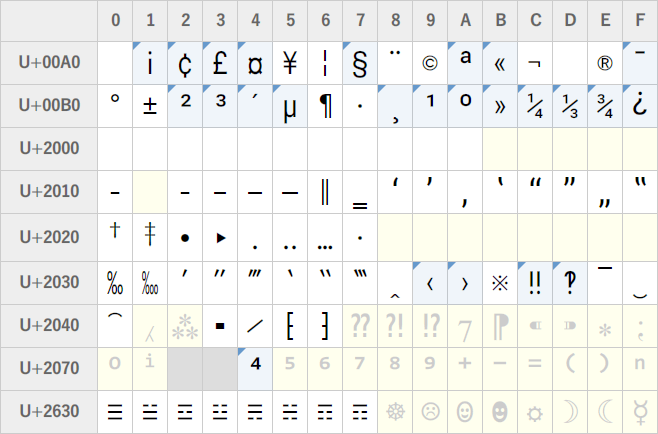 0 1 2 3 4 5 6 7 8 9 A B C D E F
U+00A0 ¡ ¢ £ ¤ ¥ ¦ § ¨ © ª « ¬ ® ¯
U+00B0 ° ± ² ³ ´ µ ¶ · ¸ ¹ º » ¼ ⅓ ¾ ¿
U+2000
U+2010 ‐ ‒ – — ― ‖ ‗ ‘ ’ ‚ ‛ “ ” „ ‟
U+2020 † ‡ • ‣ ․ ‥ … ‧
U+2030 ‰ ‱ ′ ″ ‴ ‵ ‶ ‷ ‸ ‹ › ※ ‼ ‽ ‾ ‿
U+2040 ⁀ ⁁ ⁂ ⁃ ⁄ ⁅ ⁆ ⁇ ⁈ ⁉ ⁊ ⁋ ⁌ ⁍ ⁎ ⁏
U+2070 ⁰ ⁱ ⁴ ⁵ ⁶ ⁷ ⁸ ⁹ ⁺ ⁻ ⁼ ⁽ ⁾ ⁿ
U+2630 ☰ ☱ ☲ ☳ ☴ ☵ ☶ ☷ ☸ ☹ ☺ ☻ ☼ ☽ ☾ ☿